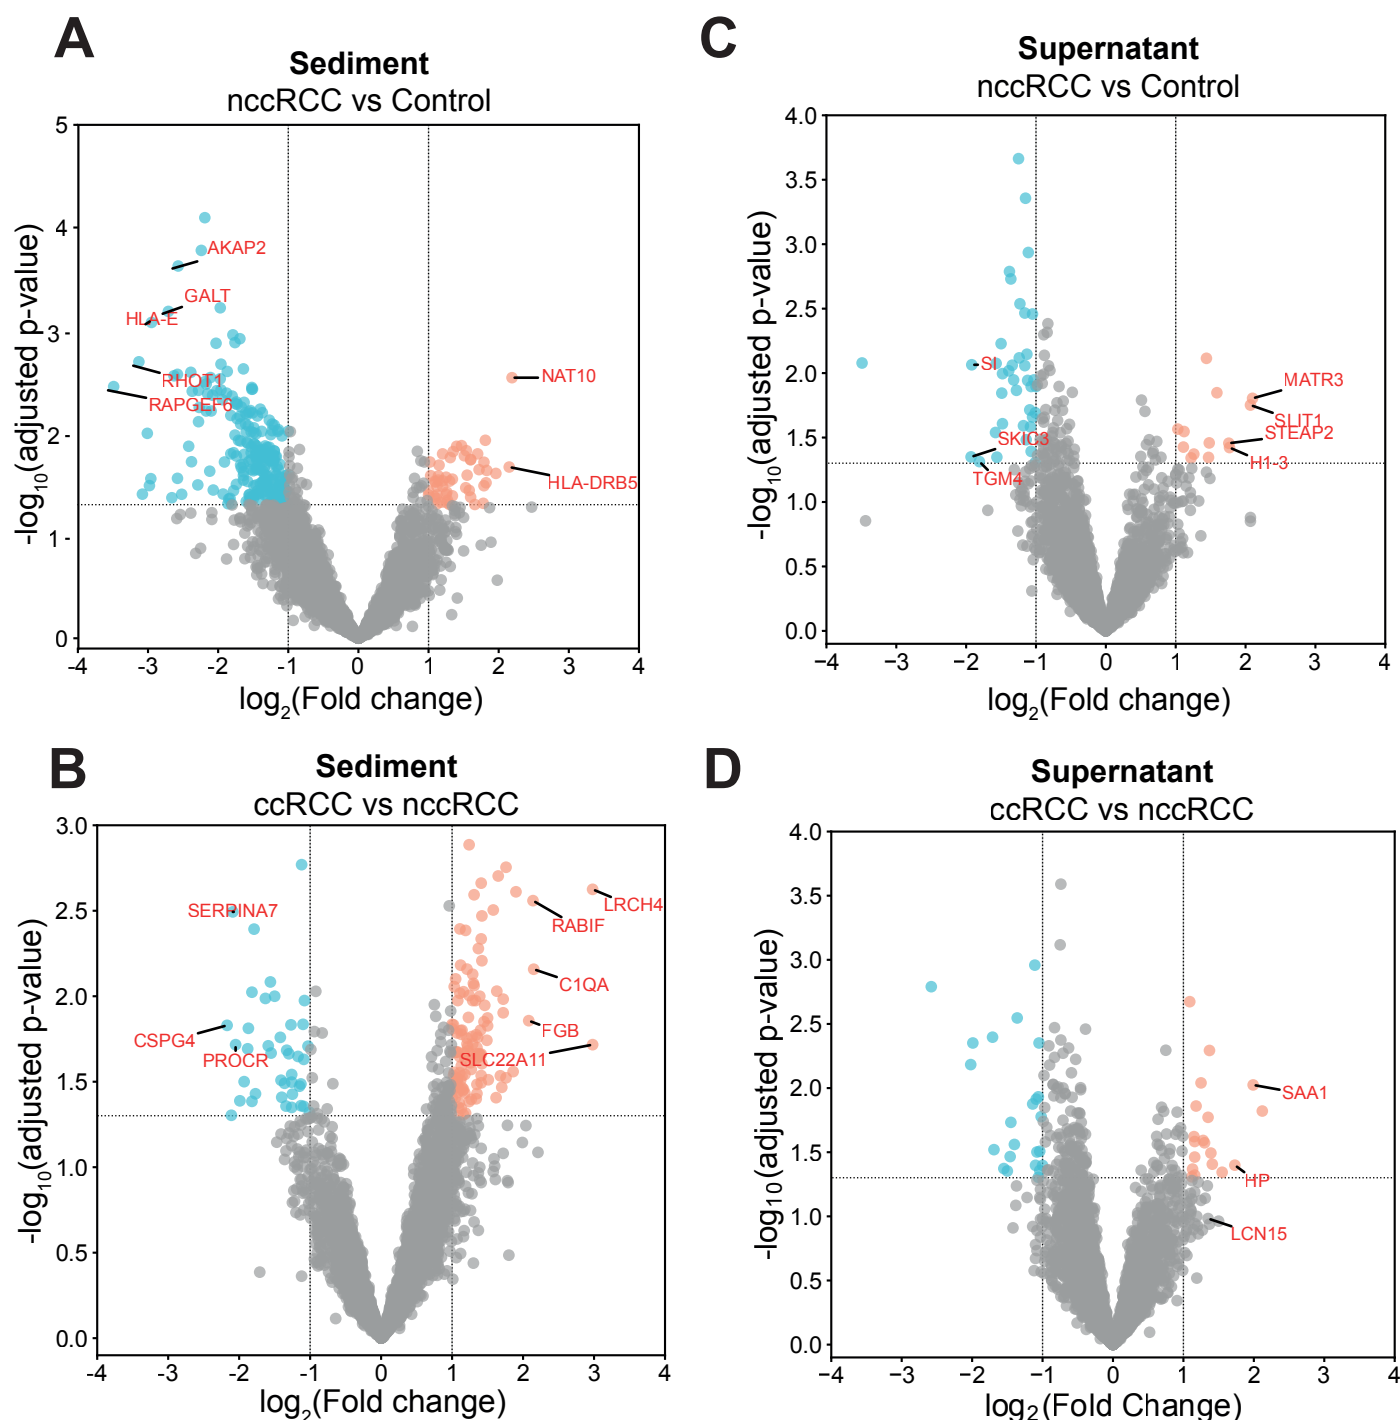 A
Sediment
nccRCC vs Control
-log10(adjusted p-value)
5
4
3
2
1
0
AKAP2
GALT
HLA-E
RHOT1
RAPGEF6
NAT10
HLA-DRB5
-4 -3 -2 -1 0 1 2 3 4
log2(Fold change)
C
Supernatant
nccRCC vs Control
-log10(adjusted p-value)
4.0
3.5
3.0
2.5
2.0
1.5
1.0
0.5
0.0
SI
MATR3
SLIT1
STEAP2
SKIC3
H1-3
TGM4
−4 −3 −2 −1 0 1 2 3 4
log2(Fold change)
B
Sediment
ccRCC vs nccRCC
-log10(adjusted p-value)
3.0
2.5
2.0
1.5
1.0
0.5
0.0
SERPINA7
LRCH4
RABIF
C1QA
FGB
CSPG4
PROCR
SLC22A11
-4 -3 -2 -1 0 1 2 3 4
log2(Fold change)
D
Supernatant
ccRCC vs nccRCC
-log10(adjusted p-value)
4.0
3.5
3.0
2.5
2.0
1.5
1.0
0.5
0.0
SAA1
HP
LCN15
−4 −3 −2 −1 0 1 2 3 4
log2(Fold Change)